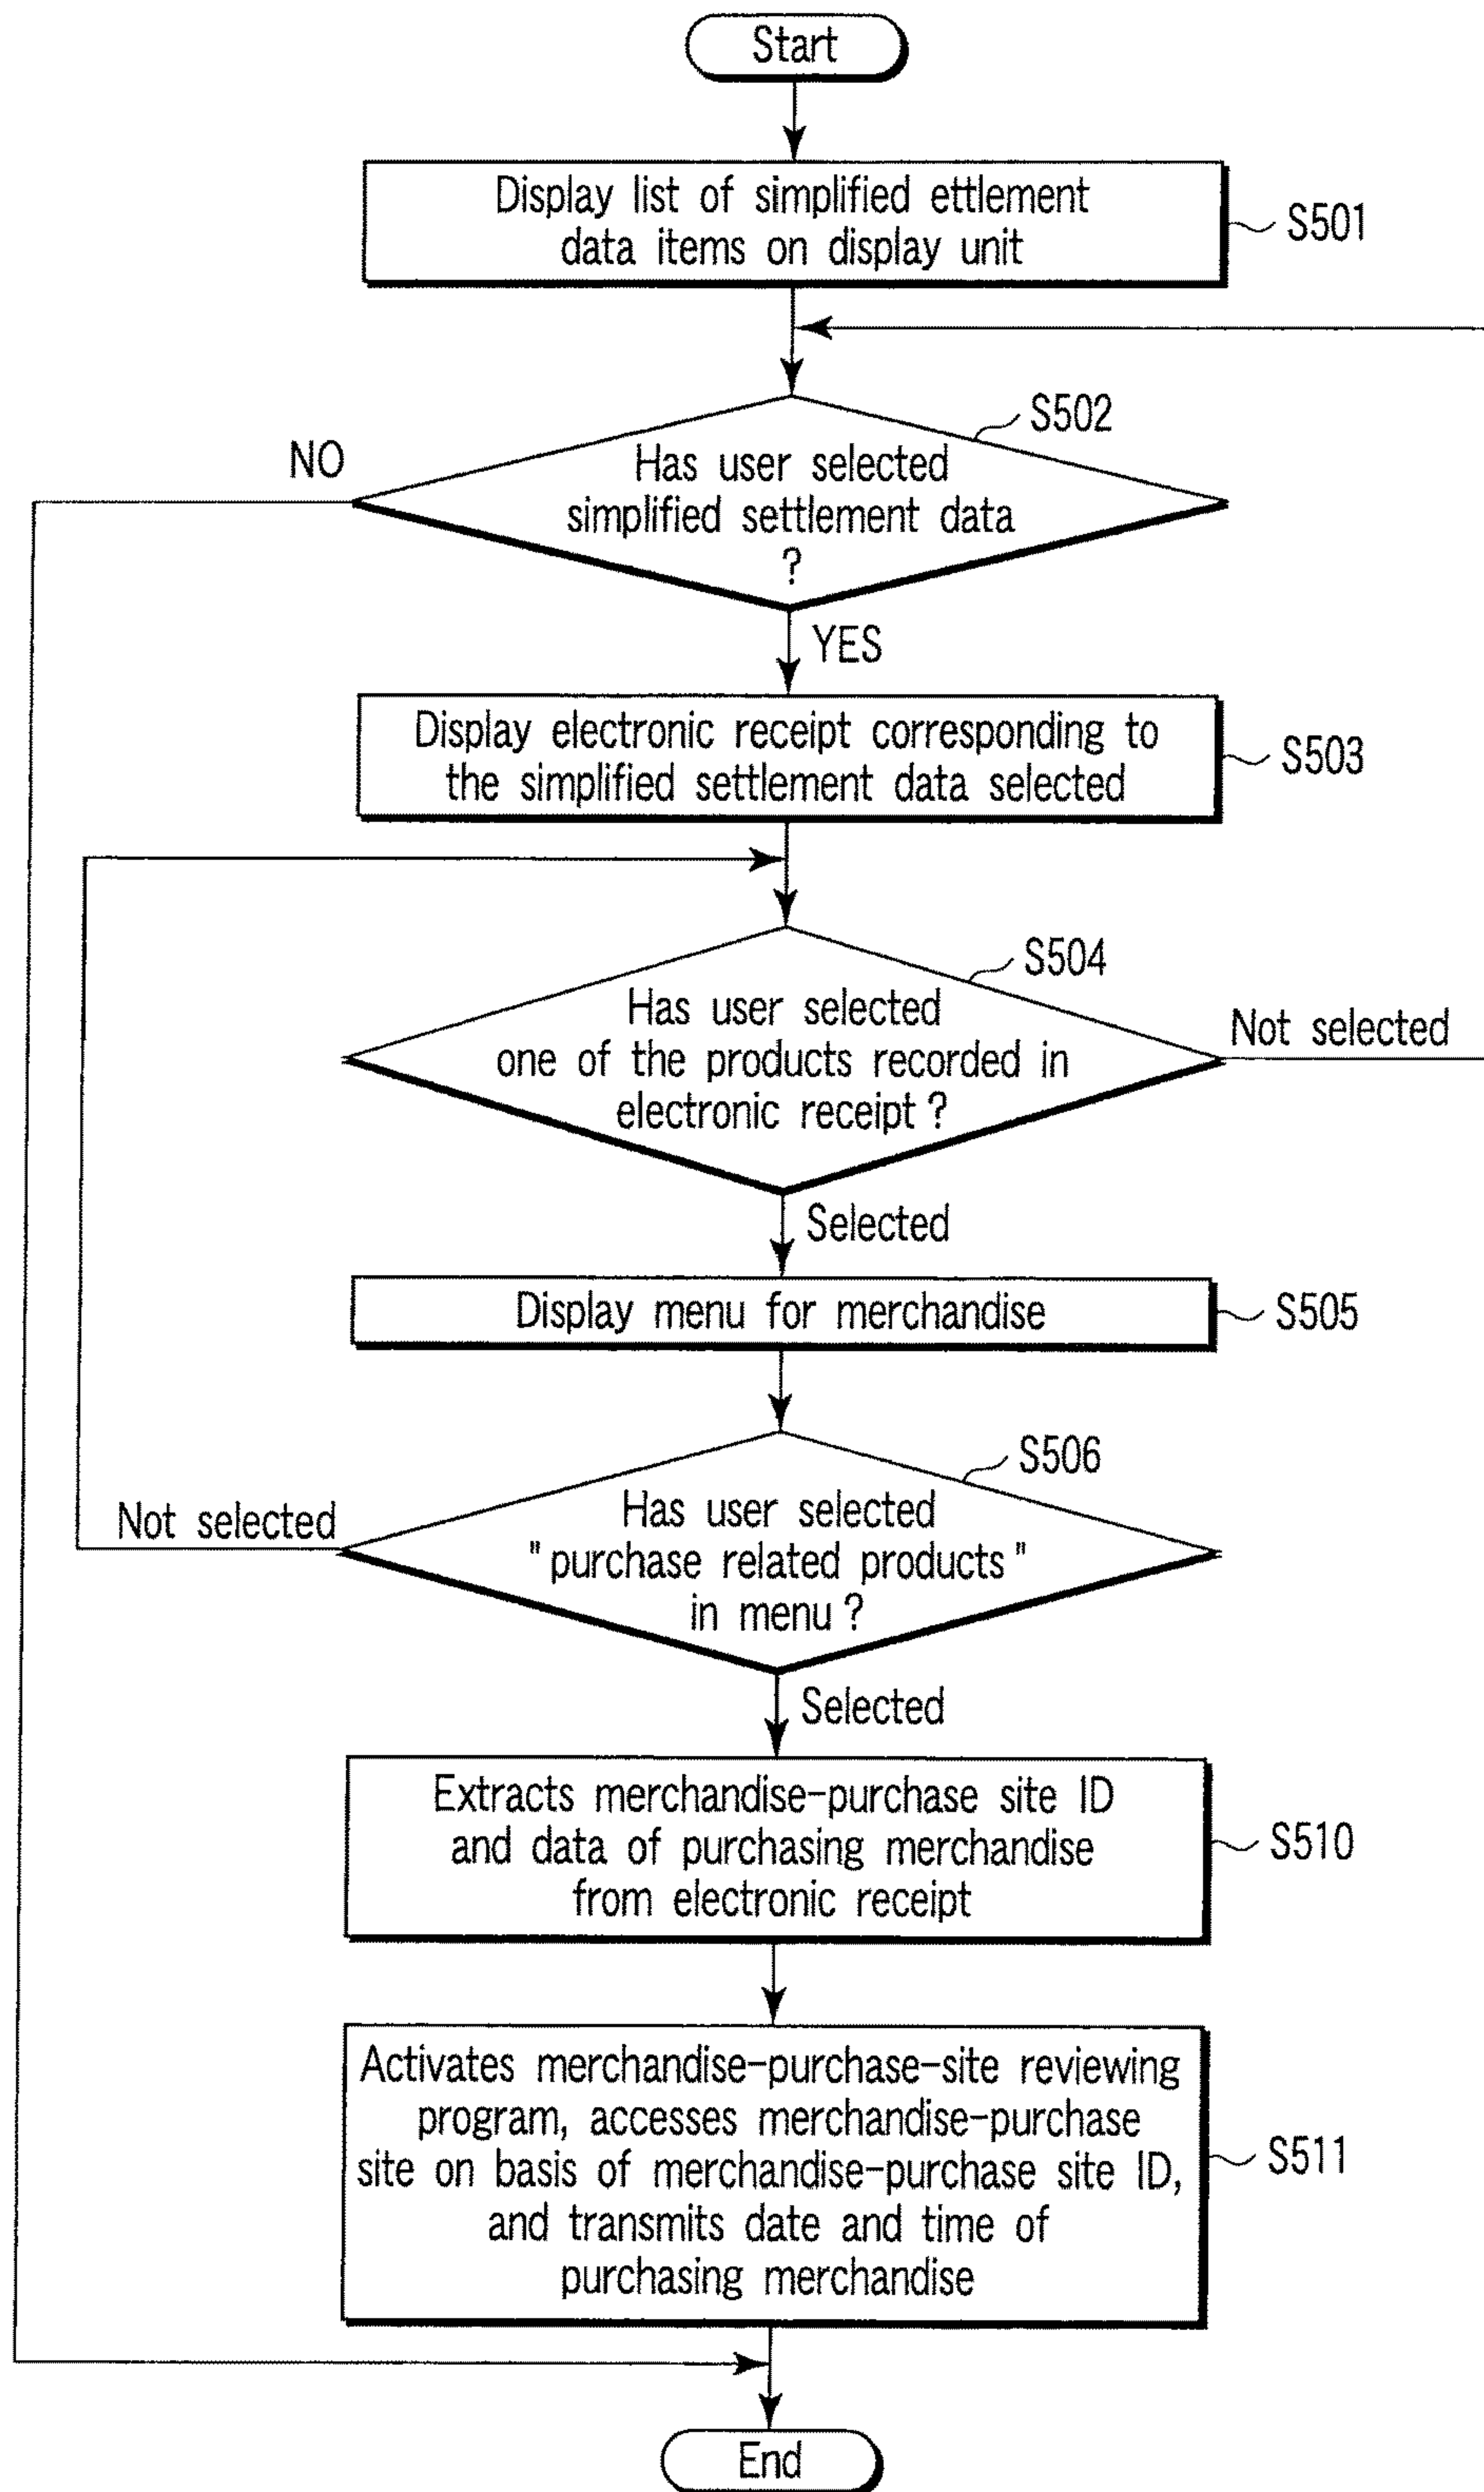 Start
Display list of simplified ettlement
data items on display unit
S501
S502
NO
Has user selected
simplified settlement data
?
YES
Display electronic receipt corresponding to
the simplified settlement data selected
S503
S504
Has user selected
one of the products recorded in
electronic receipt ?
Not selected
Selected
Display menu for merchandise
S505
S506
Not selected
Has user selected
"purchase related products"
in menu ?
Selected
Extracts merchandise-purchase site ID
and data of purchasing merchandise
from electronic receipt
S510
Activates merchandise-purchase-site reviewing
program, accesses merchandise-purchase
site on basis of merchandise-purchase site ID,
and transmits date and time of
purchasing merchandise
S511
End